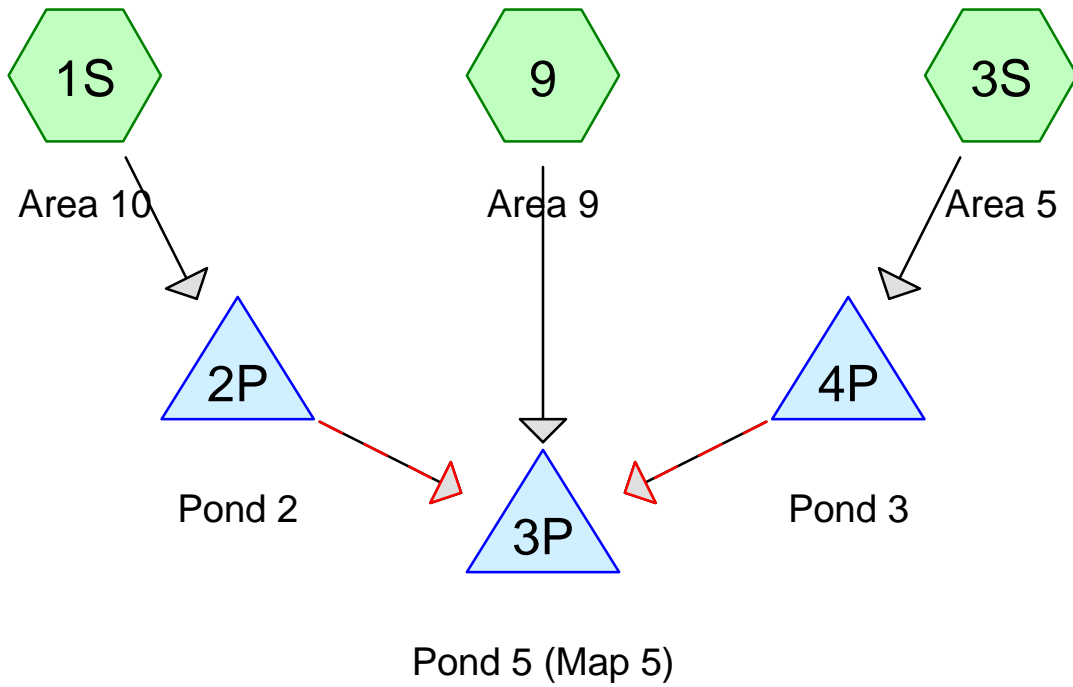 1S
9
3S
Area 10
Area 9
Area 5
2P
4P
Pond 2
3P
Pond 3
Pond 5 (Map 5)